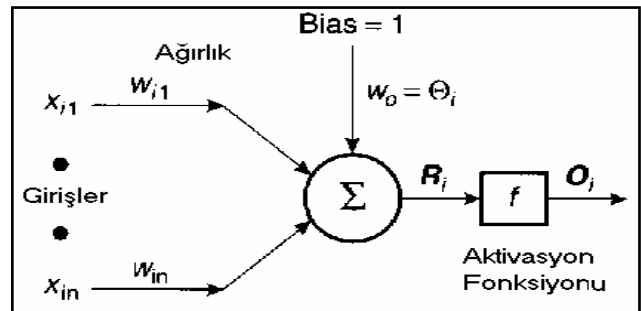 Bias = 1
Ağırlık
w_i1
x_i1
w_o = Θ_i
Girişler
Σ
R_i
f
O_i
w_in
x_in
Aktivasyon
Fonksiyonu